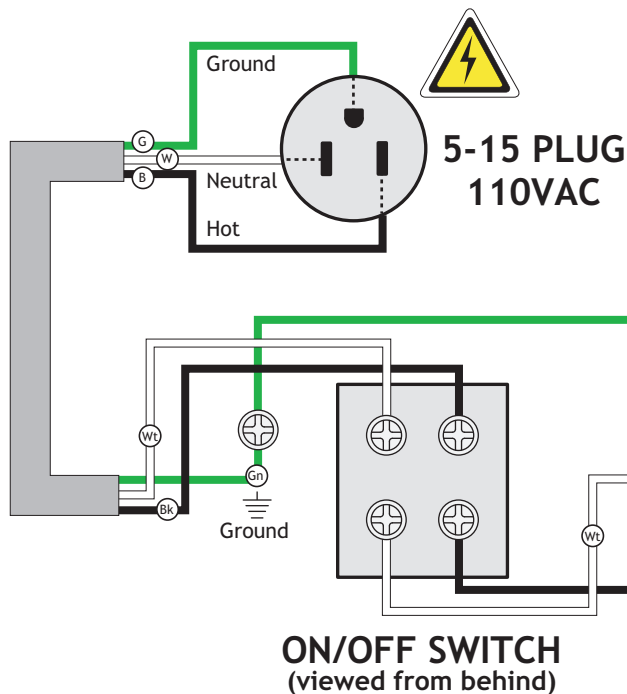 Ground
G
W
5-15 PLUG
110VAC
B
Neutral
Hot
Wt
Gn
Bk
Ground
Wt
ON/OFF SWITCH
(viewed from behind)